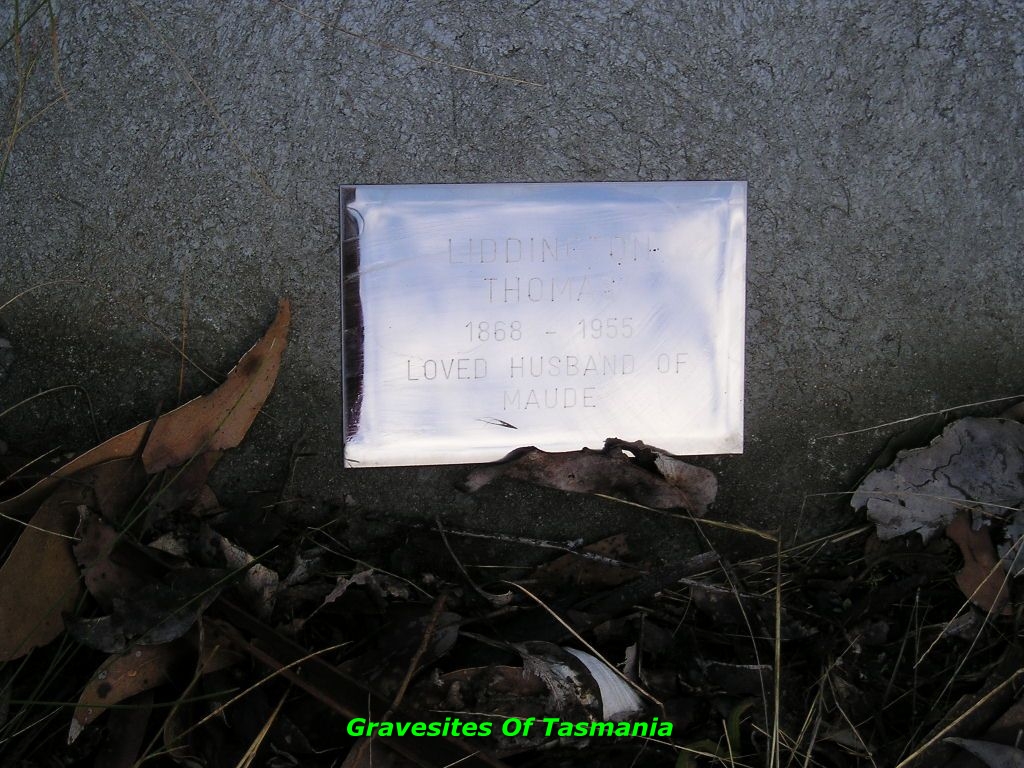 LIDDINGTON
THOMAS
1868 - 1955
LOVED HUSBAND OF
MAUDE
Gravesites Of Tasmania